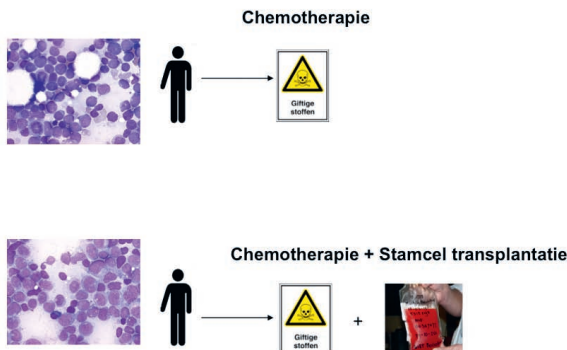 Chemotherapie
Giftige
stoffen
Chemotherapie + Stamcel transplantatie
Giftige
stoffen
+